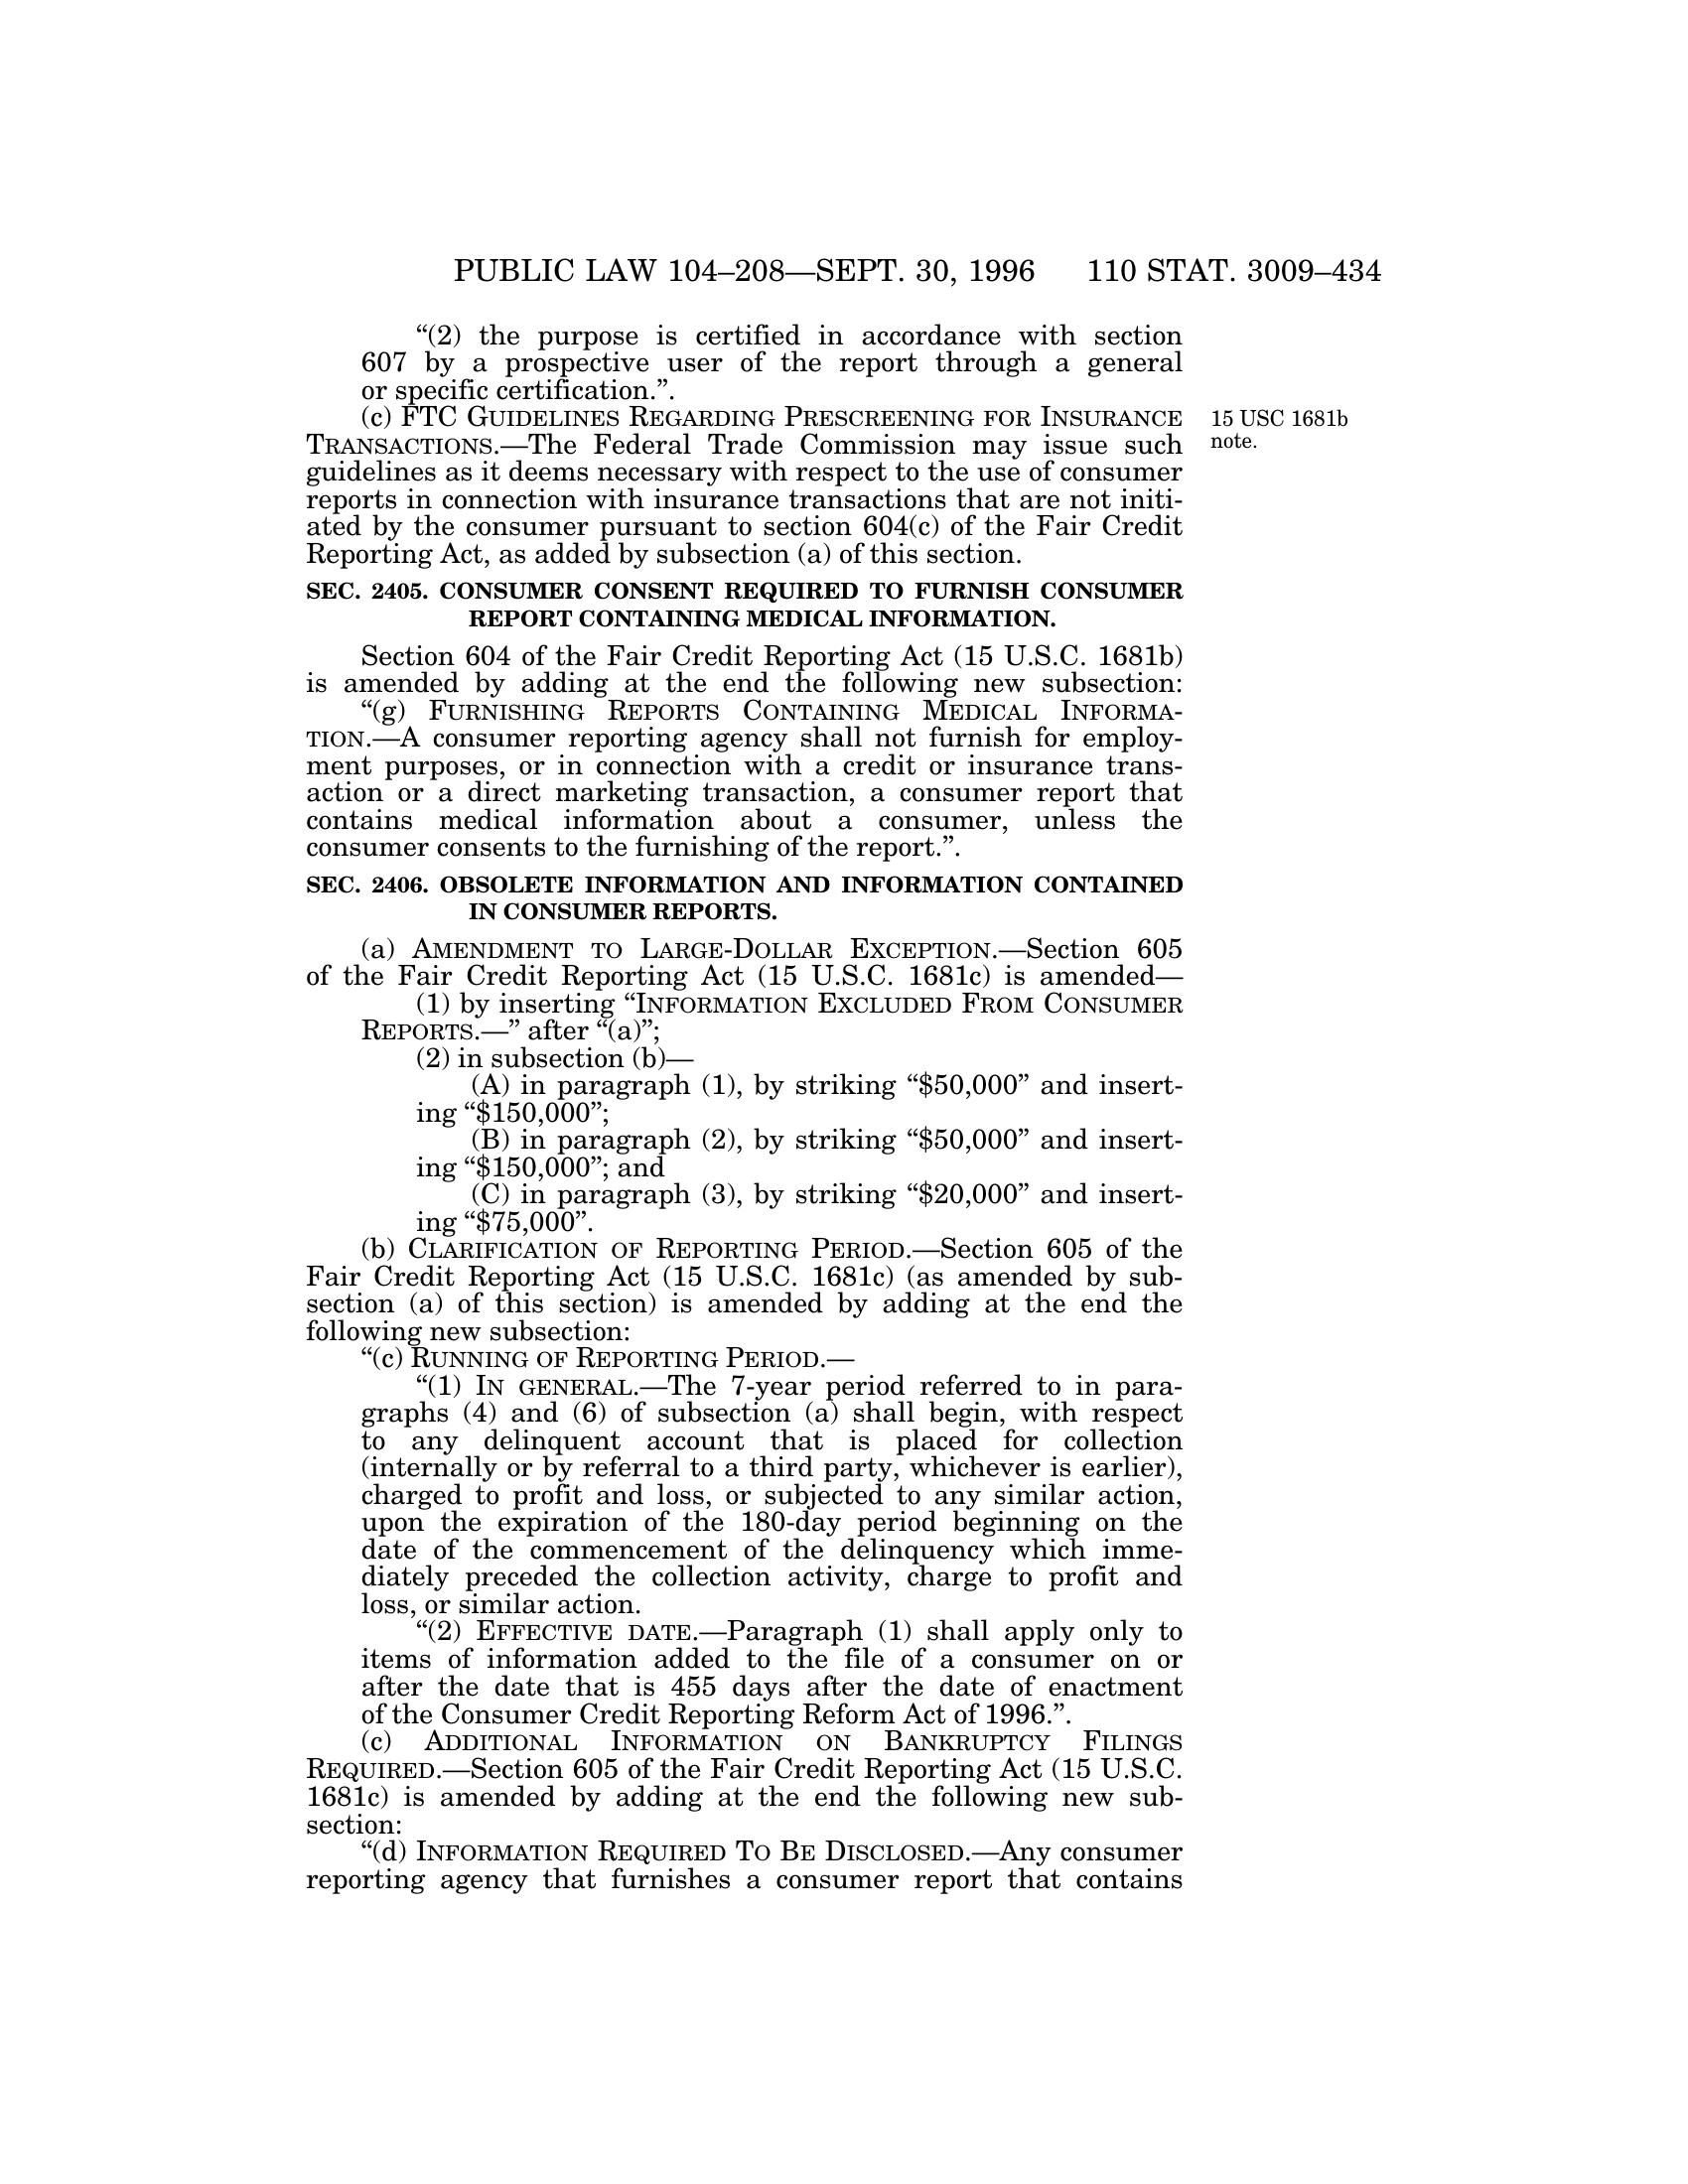 PUBLIC LAW 104–208—SEPT. 30, 1996 110 STAT. 3009–434
“(2) the purpose is certified in accordance with section
607 by a prospective user of the report through a general
or specific certification.”.
(c) FTC GUIDELINES REGARDING PRESCREENING FOR INSURANCE
TRANSACTIONS.—The Federal Trade Commission may issue such
guidelines as it deems necessary with respect to the use of consumer
reports in connection with insurance transactions that are not initi-
ated by the consumer pursuant to section 604(c) of the Fair Credit
Reporting Act, as added by subsection (a) of this section.
15 USC 1681b
note.
SEC. 2405. CONSUMER CONSENT REQUIRED TO FURNISH CONSUMER
REPORT CONTAINING MEDICAL INFORMATION.
Section 604 of the Fair Credit Reporting Act (15 U.S.C. 1681b)
is amended by adding at the end the following new subsection:
“(g) FURNISHING REPORTS CONTAINING MEDICAL INFORMA-
TION.—A consumer reporting agency shall not furnish for employ-
ment purposes, or in connection with a credit or insurance trans-
action or a direct marketing transaction, a consumer report that
contains medical information about a consumer, unless the
consumer consents to the furnishing of the report.”.
SEC. 2406. OBSOLETE INFORMATION AND INFORMATION CONTAINED
IN CONSUMER REPORTS.
(a) AMENDMENT TO LARGE-DOLLAR EXCEPTION.—Section 605
of the Fair Credit Reporting Act (15 U.S.C. 1681c) is amended—
(1) by inserting “INFORMATION EXCLUDED FROM CONSUMER
REPORTS.—” after “(a)”;
(2) in subsection (b)—
(A) in paragraph (1), by striking “$50,000” and insert-
ing “$150,000”;
(B) in paragraph (2), by striking “$50,000” and insert-
ing “$150,000”; and
(C) in paragraph (3), by striking “$20,000” and insert-
ing “$75,000”.
(b) CLARIFICATION OF REPORTING PERIOD.—Section 605 of the
Fair Credit Reporting Act (15 U.S.C. 1681c) (as amended by sub-
section (a) of this section) is amended by adding at the end the
following new subsection:
“(c) RUNNING OF REPORTING PERIOD.—
“(1) IN GENERAL.—The 7-year period referred to in para-
graphs (4) and (6) of subsection (a) shall begin, with respect
to any delinquent account that is placed for collection
(internally or by referral to a third party, whichever is earlier),
charged to profit and loss, or subjected to any similar action,
upon the expiration of the 180-day period beginning on the
date of the commencement of the delinquency which imme-
diately preceded the collection activity, charge to profit and
loss, or similar action.
“(2) EFFECTIVE DATE.—Paragraph (1) shall apply only to
items of information added to the file of a consumer on or
after the date that is 455 days after the date of enactment
of the Consumer Credit Reporting Reform Act of 1996.”.
(c) ADDITIONAL INFORMATION ON BANKRUPTCY FILINGS
REQUIRED.—Section 605 of the Fair Credit Reporting Act (15 U.S.C.
1681c) is amended by adding at the end the following new sub-
section:
“(d) INFORMATION REQUIRED TO BE DISCLOSED.—Any consumer
reporting agency that furnishes a consumer report that contains